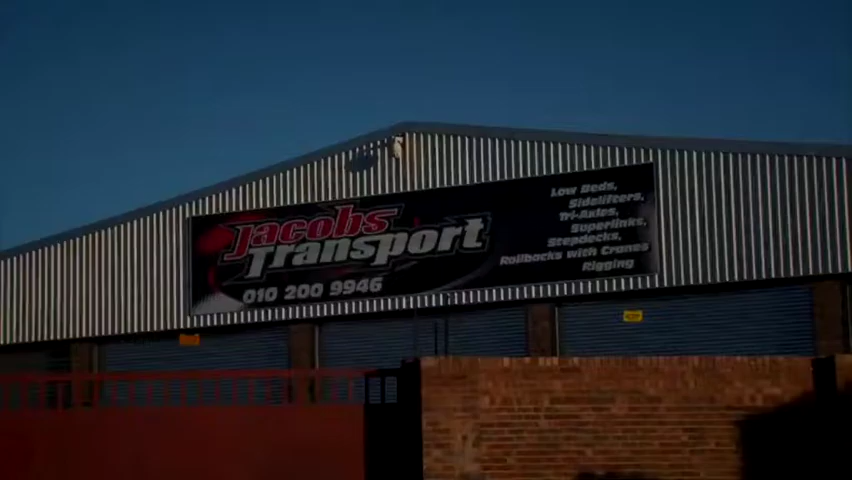 Jacobs
Transport
010 200 9946
Low Beds,
Sidelifters,
Tri-Axles,
Superlinks,
Stepdecks,
Rollbacks with Cranes
Rigging